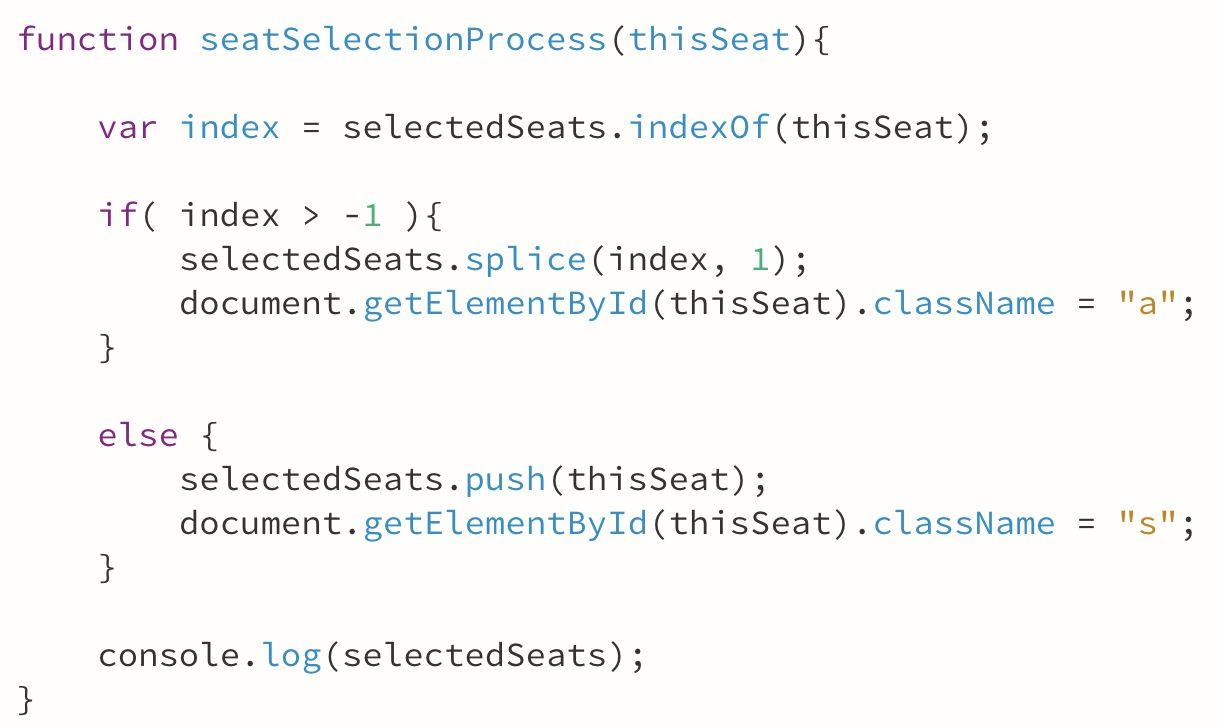 function seatSelectionProcess(thisSeat){
    var index = selectedSeats.indexOf(thisSeat);
    if( index > -1 ){
        selectedSeats.splice(index, 1);
        document.getElementById(thisSeat).className = "a";
    }
    else {
        selectedSeats.push(thisSeat);
        document.getElementById(thisSeat).className = "s";
    }
    console.log(selectedSeats);
}